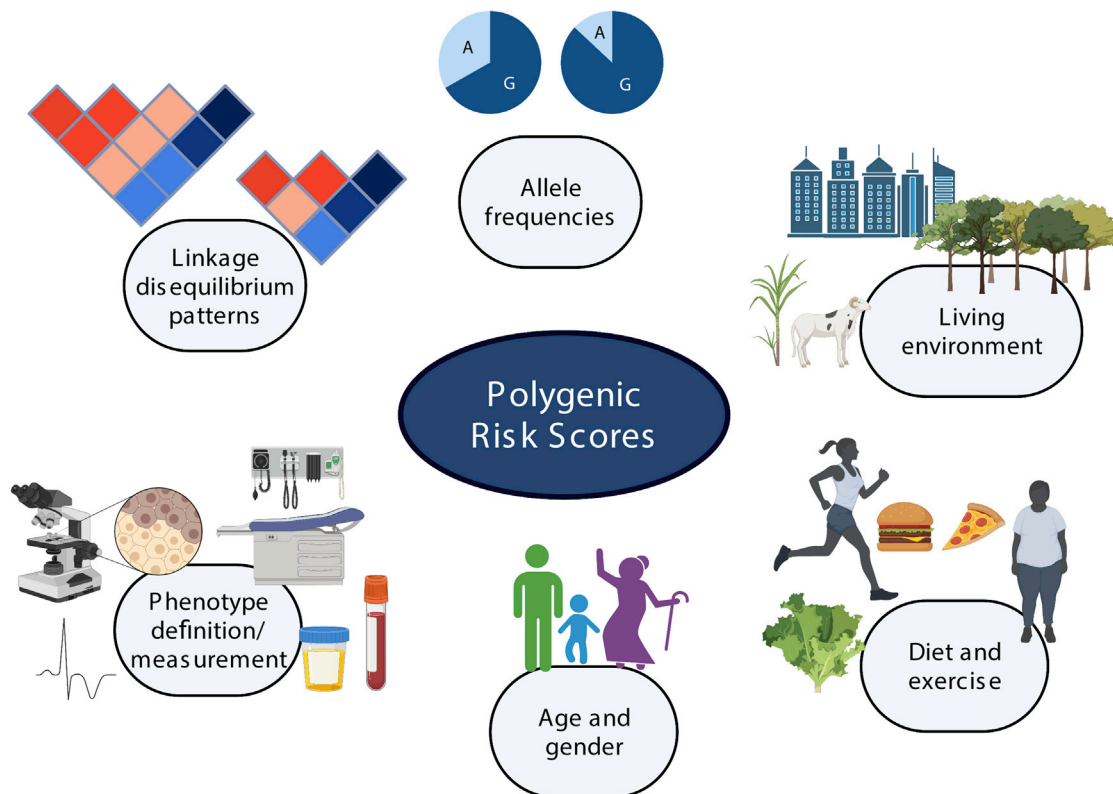 A
G
A
G
Allele
frequencies
Linkage
disequilibrium
patterns
Living
environment
Polygenic
Risk Scores
Phenotype
definition/
measurement
Age and
gender
Diet and
exercise